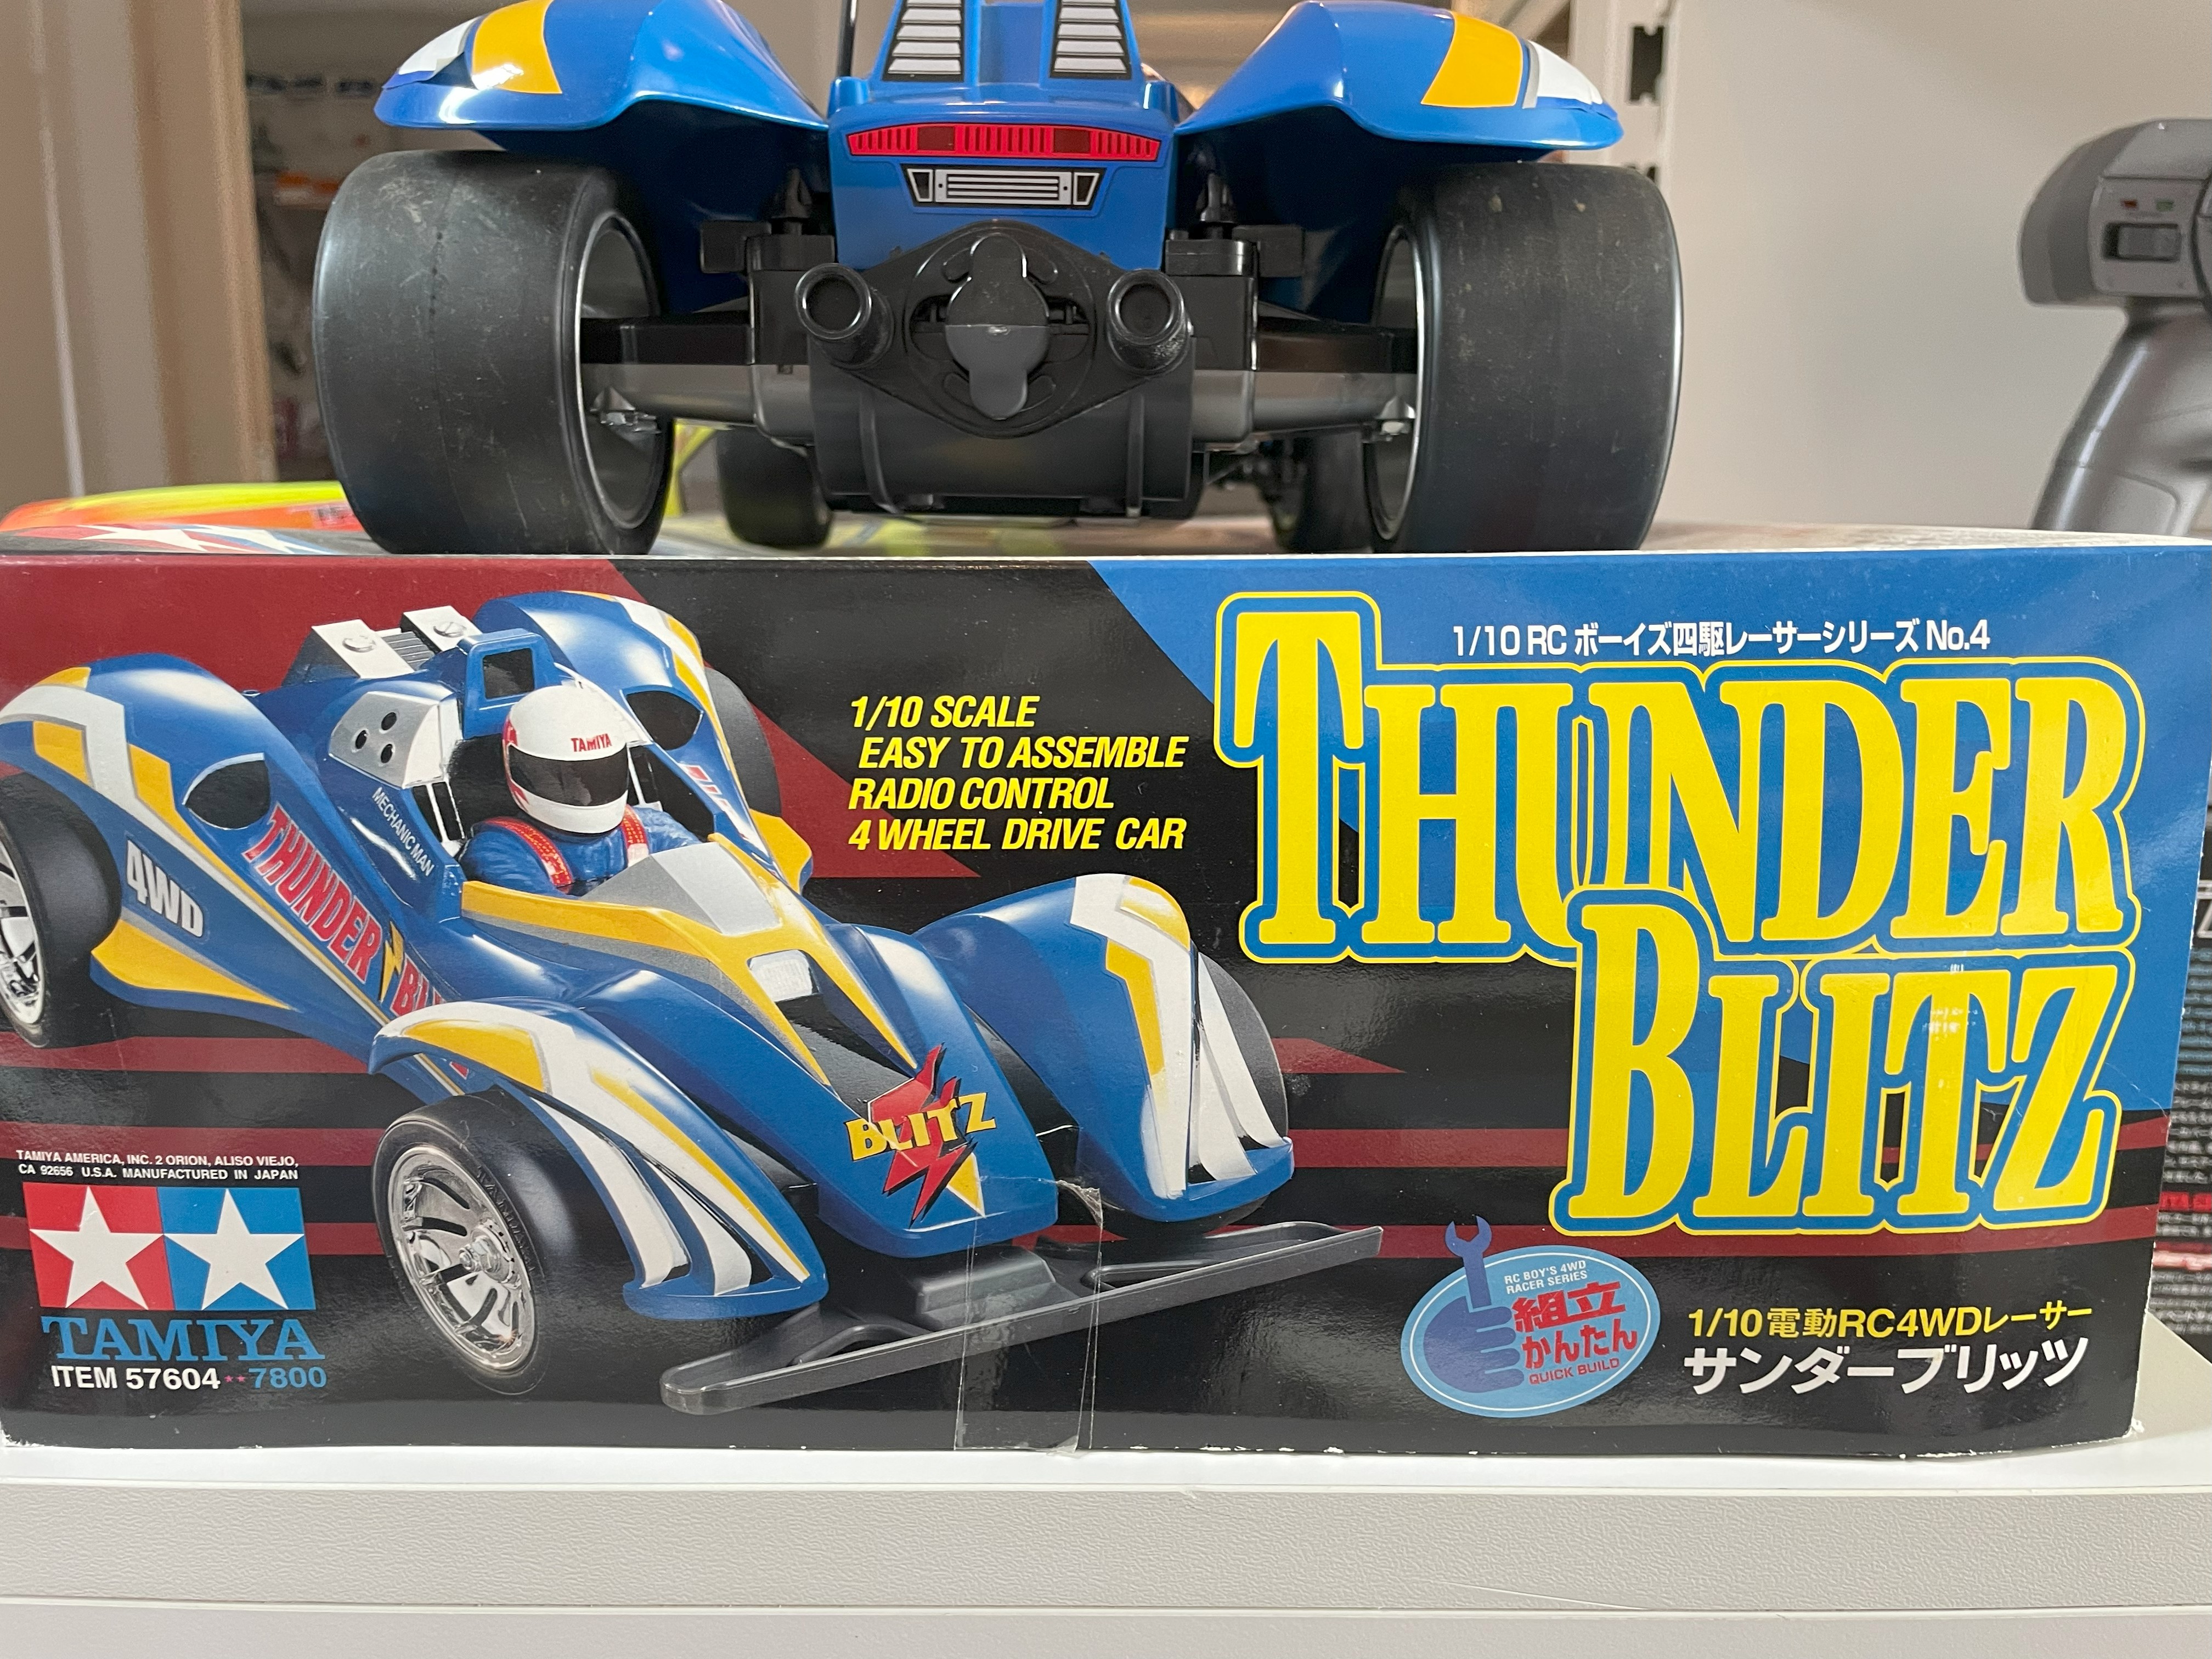 1/10 RC ボーイズ四駆レーサーシリーズ No.4
THUNDER
BLITZ
1/10 SCALE
EASY TO ASSEMBLE
RADIO CONTROL
4 WHEEL DRIVE CAR
TAMIYA
MECHANIC MAN
4WD
THUNDER
BLITZ
TAMIYA AMERICA, INC. 2 ORION, ALISO VIEJO,
CA 92656 U.S.A. MANUFACTURED IN JAPAN
TAMIYA
ITEM 57604**7800
RC BOY'S 4WD
RACER SERIES
組立
かんたん
QUICK BUILD
1/10電動RC4WDレーサー
サンダーブリッツ